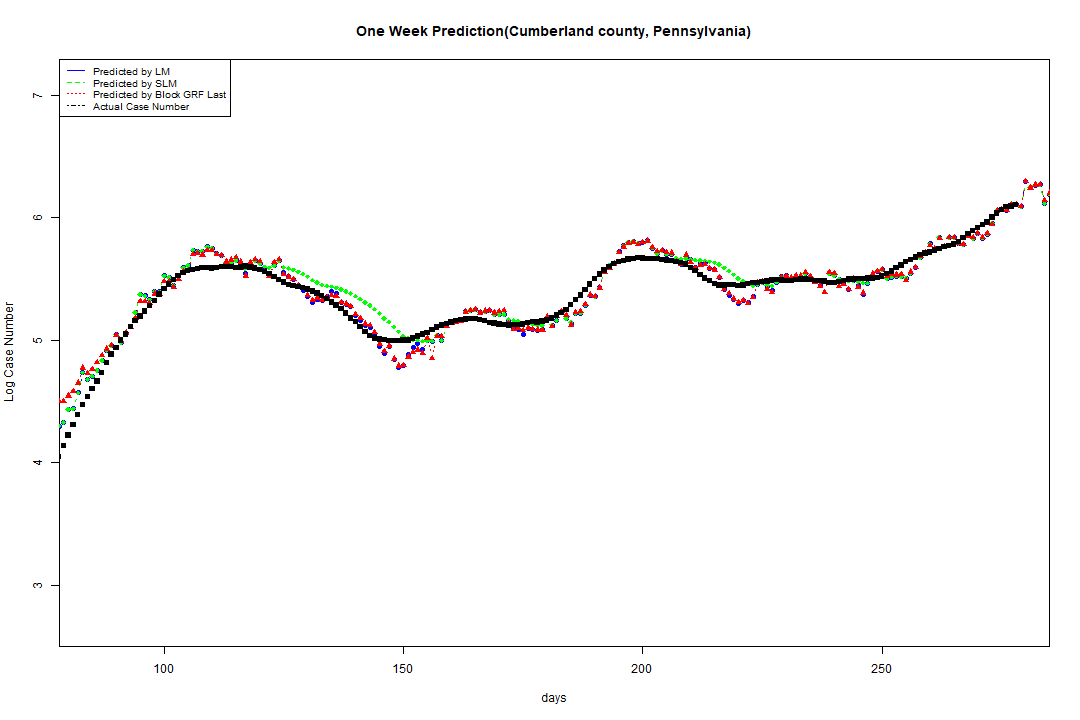 One Week Prediction(Cumberland county, Pennsylvania)
Predicted by LM
Predicted by SLM
Predicted by Block GRF Last
Actual Case Number
7
6
5
4
3
Log Case Number
100 150 200 250
days